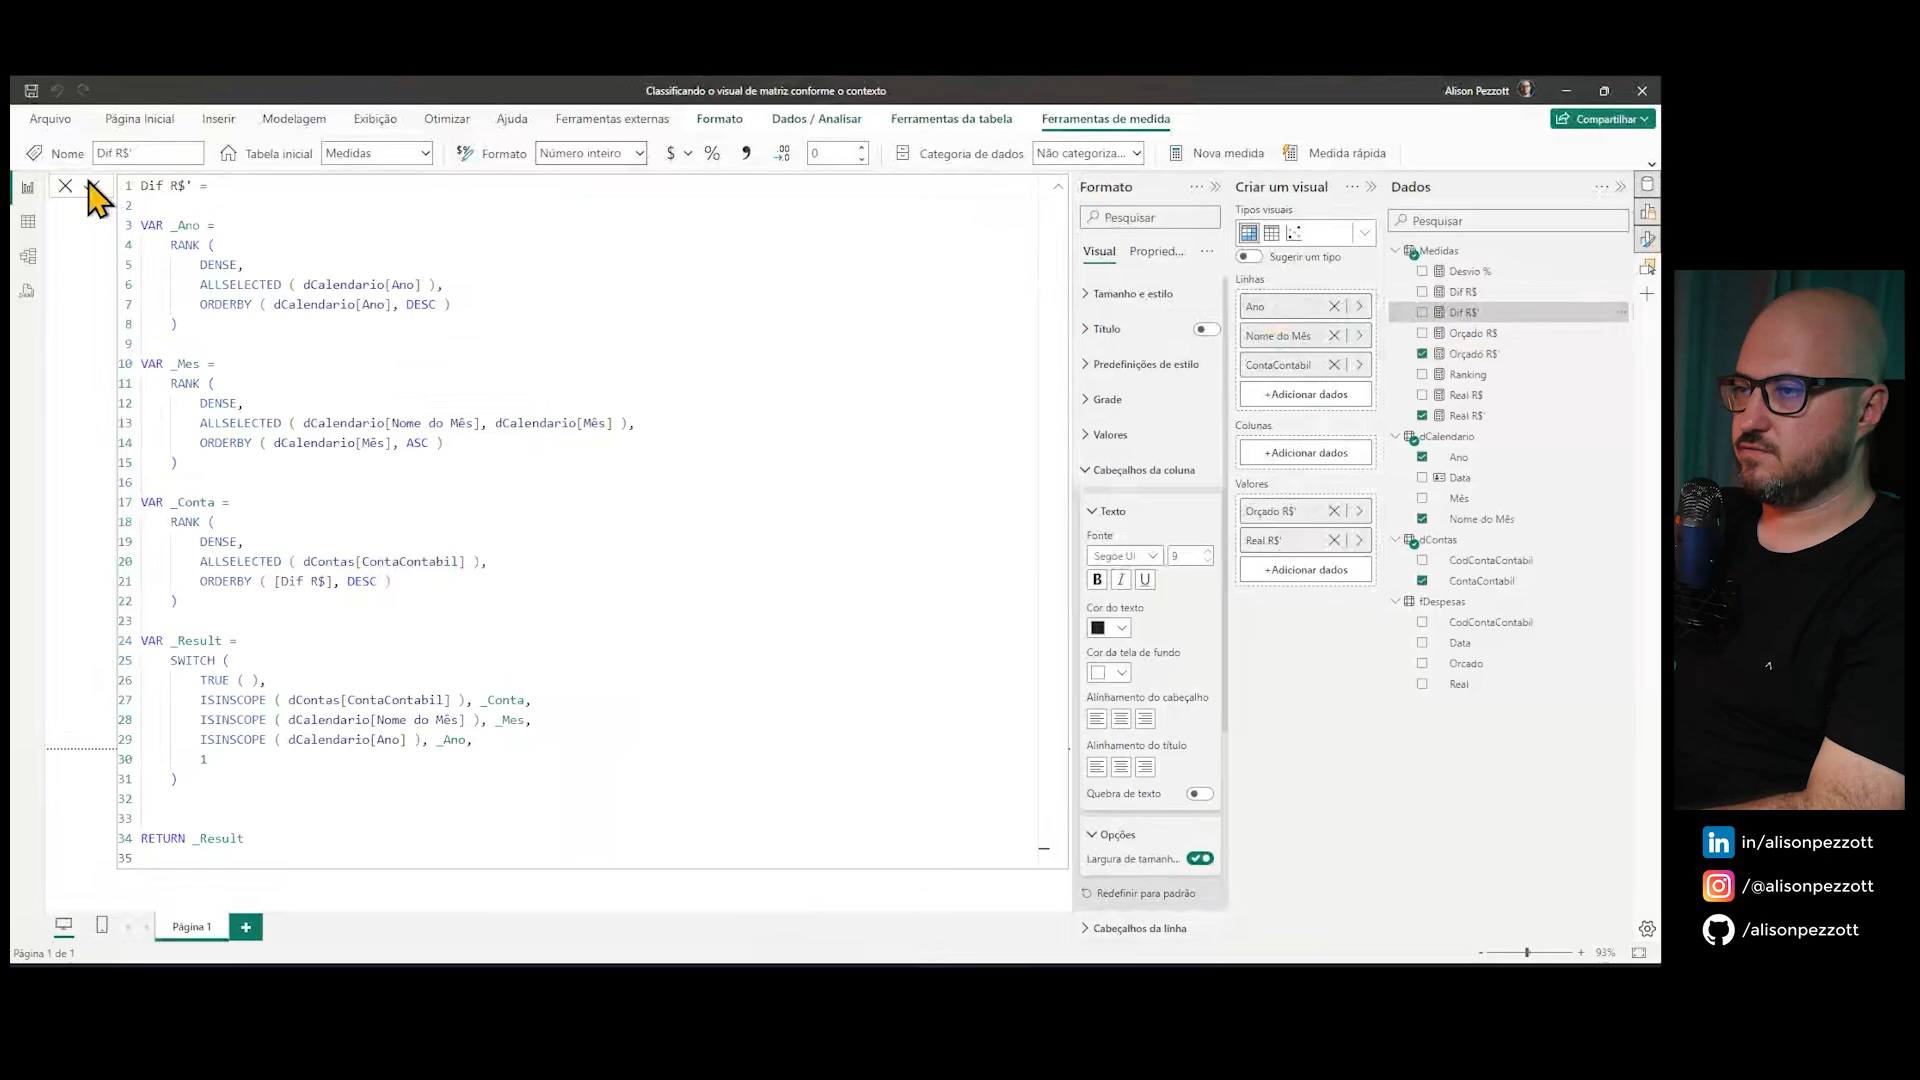 Classificando o visual de matriz conforme o contexto
Alison Pezzott
Arquivo
Página Inicial
Inserir
Modelagem
Exibição
Otimizar
Ajuda
Ferramentas externas
Formato
Dados / Analisar
Ferramentas da tabela
Ferramentas de medida
Compartilhar
Nome
Dif R$'
Tabela inicial
Medidas
Formato
Número inteiro
$
%
0
Categoria de dados
Não categoriza...
Nova medida
Medida rápida
1 Dif R$' =
2
3 VAR _Ano =
4 RANK (
5 DENSE,
6 ALLSELECTED ( dCalendario[Ano] ),
7 ORDERBY ( dCalendario[Ano], DESC )
8 )
9
10 VAR _Mes =
11 RANK (
12 DENSE,
13 ALLSELECTED ( dCalendario[Nome do Mês], dCalendario[Mês] ),
14 ORDERBY ( dCalendario[Mês], ASC )
15 )
16
17 VAR _Conta =
18 RANK (
19 DENSE,
20 ALLSELECTED ( dContas[ContaContabil] ),
21 ORDERBY ( [Dif R$], DESC )
22 )
23
24 VAR _Result =
25 SWITCH (
26 TRUE ( ),
27 ISINSCOPE ( dContas[ContaContabil] ), _Conta,
28 ISINSCOPE ( dCalendario[Nome do Mês] ), _Mes,
29 ISINSCOPE ( dCalendario[Ano] ), _Ano,
30 1
31 )
32
33
34 RETURN _Result
35
Formato
Pesquisar
Visual
Propried...
Tamanho e estilo
Título
Predefinições de estilo
Grade
Valores
Cabeçalhos da coluna
Texto
Fonte
Segoe UI
9
B
I
U
Cor do texto
Cor da tela de fundo
Alinhamento do cabeçalho
Alinhamento do título
Quebra de texto
Opções
Largura de tamanh...
Redefinir para padrão
Cabeçalhos da linha
Criar um visual
Tipos visuais
Sugerir um tipo
Linhas
Ano
Nome do Mês
ContaContabil
+Adicionar dados
Colunas
+Adicionar dados
Valores
Orçado R$'
Real R$'
+Adicionar dados
Dados
Pesquisar
Medidas
Desvio %
Dif R$
Dif R$'
Orçado R$
Orçado R$'
Ranking
Real R$
Real R$'
dCalendario
Ano
Data
Mês
Nome do Mês
dContas
CodContaContabil
ContaContabil
fDespesas
CodContaContabil
Data
Orcado
Real
Página 1
Página 1 de 1
93%
in/alisonpezzott
/@alisonpezzott
/alisonpezzott